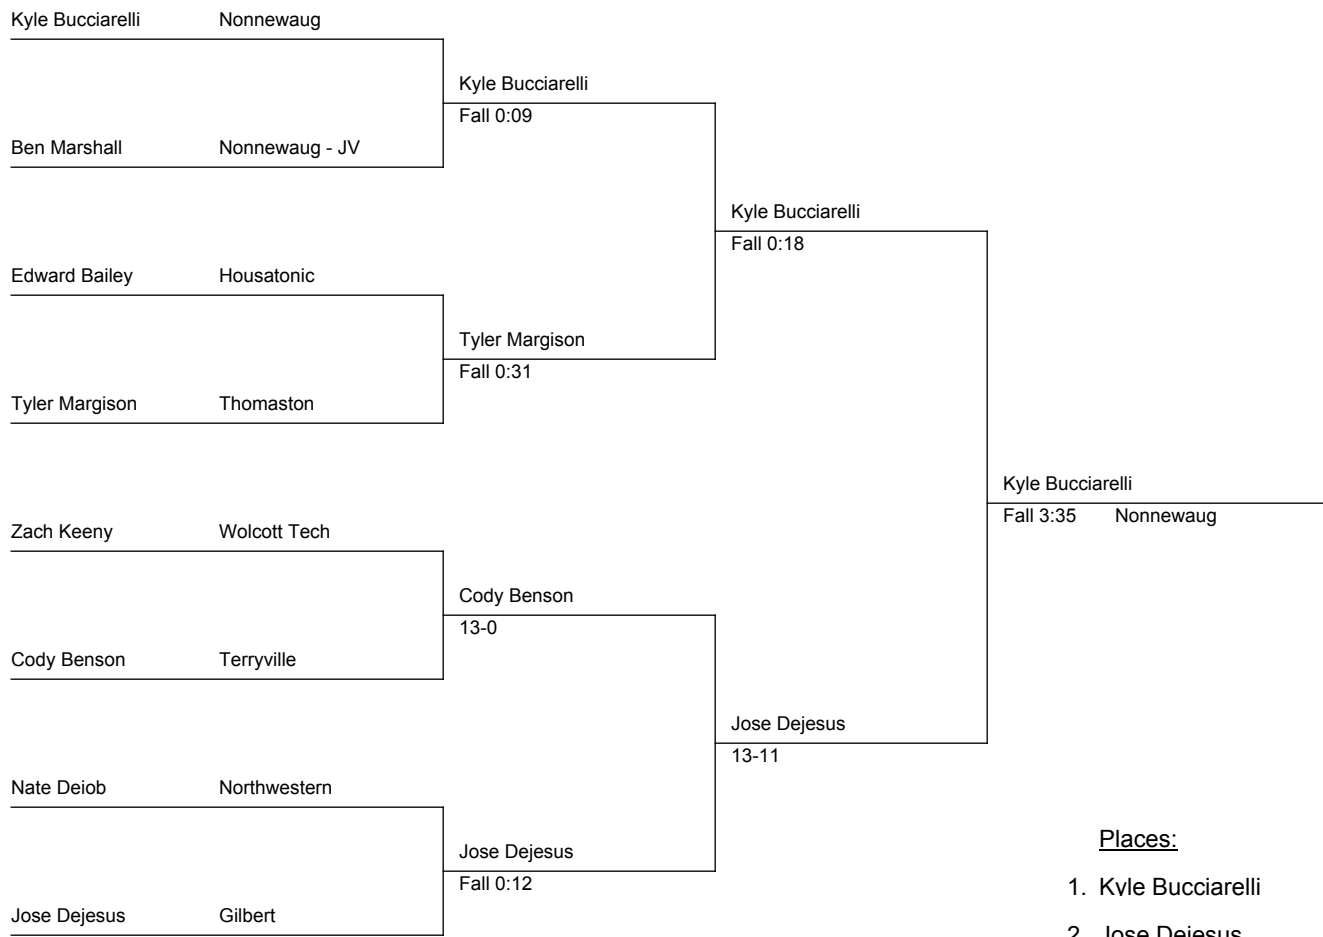 Kyle Bucciarelli Nonnewaug
Kyle Bucciarelli
Fall 0:09
Ben Marshall Nonnewaug - JV
Kyle Bucciarelli
Fall 0:18
Edward Bailey Housatonic
Tyler Margison
Fall 0:31
Tyler Margison Thomaston
Kyle Bucciarelli
Fall 3:35 Nonnewaug
Zach Keeny Wolcott Tech
Cody Benson
13-0
Cody Benson Terryville
Jose Dejesus
13-11
Nate Deiob Northwestern
Places:
Jose Dejesus
Fall 0:12
1. Kyle Bucciarelli
Jose Dejesus Gilbert
2. Jose Dejesus